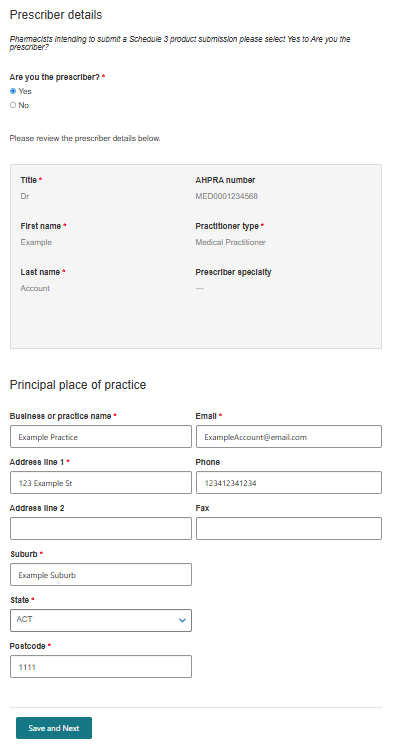 Prescriber details
Pharmacists intending to submit a Schedule 3 product submission please select Yes to Are you the
prescriber?
Are you the prescriber? *
Yes
No
Please review the prescriber details below.
Title *
Dr
AHPRA number
MED0001234568
First name *
Example
Practitioner type *
Medical Practitioner
Last name *
Account
Prescriber specialty
—
Principal place of practice
Business or practice name *
Example Practice
Email *
ExampleAccount@email.com
Address line 1 *
123 Example St
Phone
123412341234
Address line 2
Fax
Suburb *
Example Suburb
State *
ACT
Postcode *
1111
Save and Next